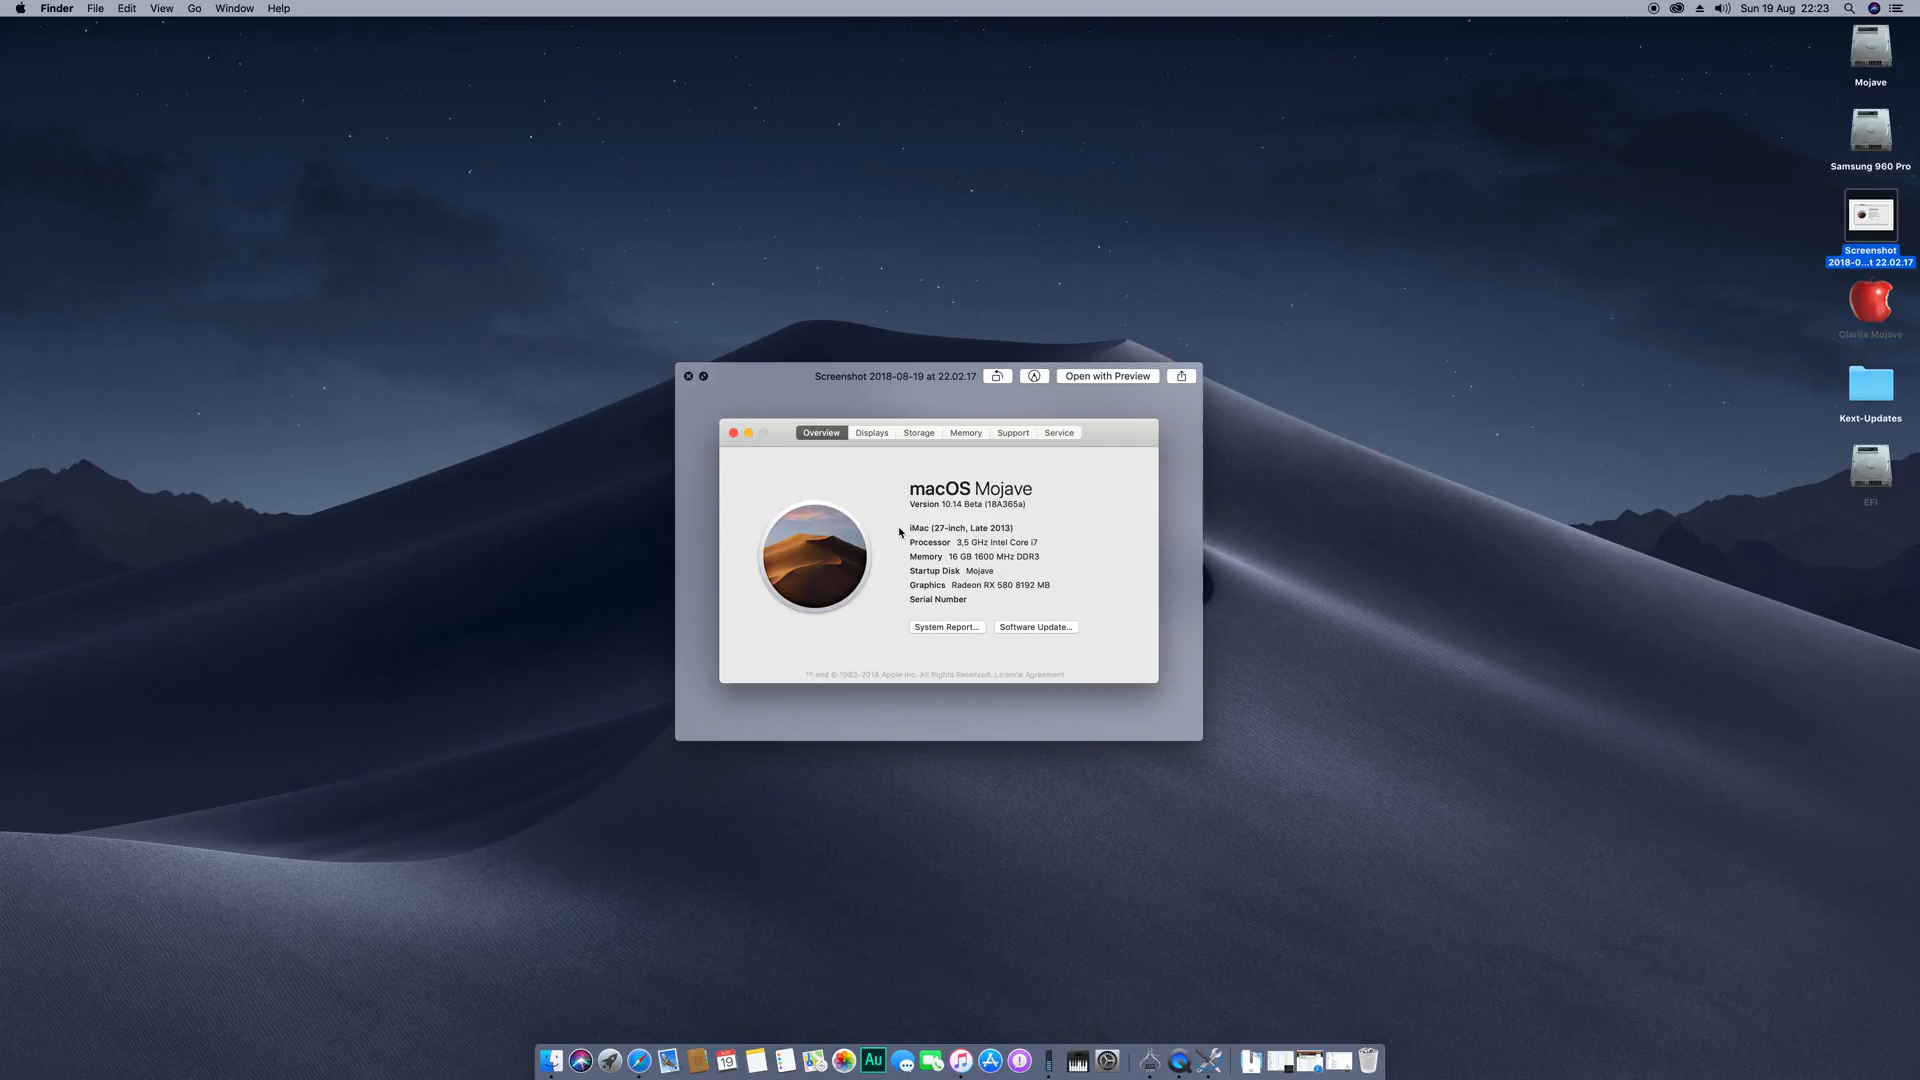 Finder File Edit View Go Window Help
Sun 19 Aug 22:23
Mojave
Samsung 960 Pro
Screenshot
2018-0...t 22.02.17
Olarila Mojave
Kext-Updates
EFI
Screenshot 2018-08-19 at 22.02.17
Open with Preview
Overview Displays Storage Memory Support Service
macOS Mojave
Version 10.14 Beta (18A365a)
iMac (27-inch, Late 2013)
Processor 3,5 GHz Intel Core i7
Memory 16 GB 1600 MHz DDR3
Startup Disk Mojave
Graphics Radeon RX 580 8192 MB
Serial Number
System Report... Software Update...
™ and © 1983-2018 Apple Inc. All Rights Reserved. Licence Agreement
19
Au